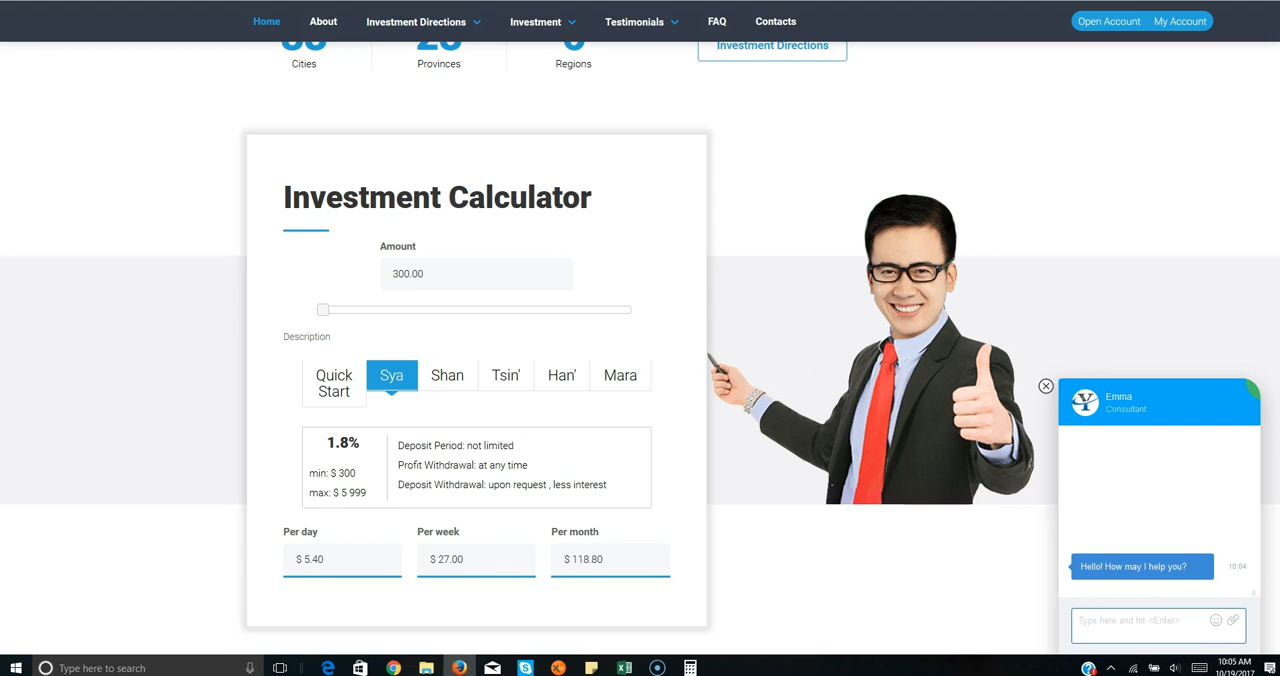 Home About Investment Directions Investment Testimonials FAQ Contacts Open Account My Account
Cities Provinces Regions
Investment Directions
Investment Calculator
Amount
300.00
Description
Quick Start Sya Shan Tsin' Han' Mara
1.8%
min: $ 300
max: $ 5 999
Deposit Period: not limited
Profit Withdrawal: at any time
Deposit Withdrawal: upon request , less interest
Per day Per week Per month
$ 5.40 $ 27.00 $ 118.80
Emma
Consultant
Hello! How may I help you? 10:04
Type here and hit <Enter>
Type here to search
10:05 AM
10/19/2017